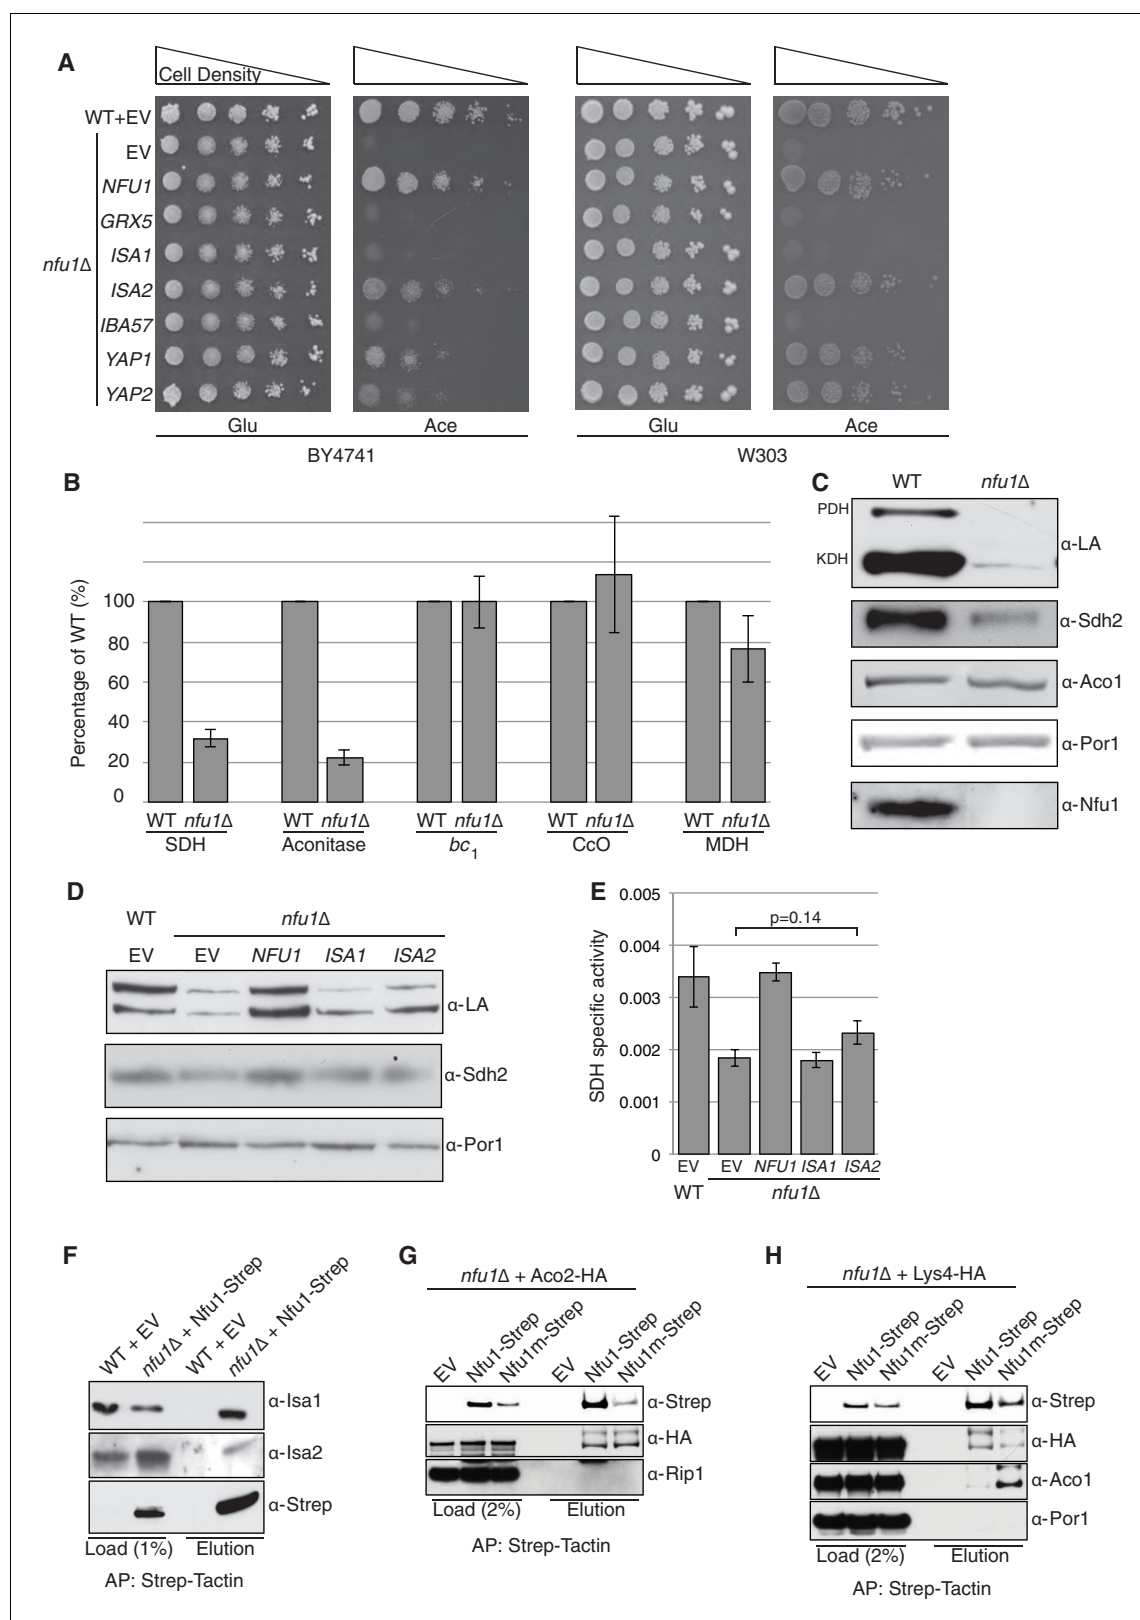 A
Cell Density
WT+EV
EV
NFU1
GRX5
ISA1
nfu1Δ
ISA2
IBA57
YAP1
YAP2
Glu Ace Glu Ace
BY4741 W303
B
Percentage of WT (%)
100
80
60
40
20
0
WT nfu1Δ WT nfu1Δ WT nfu1Δ WT nfu1Δ WT nfu1Δ
SDH Aconitase bc1 CcO MDH
C
WT nfu1Δ
PDH
KDH
α-LA
α-Sdh2
α-Aco1
α-Por1
α-Nfu1
D
WT nfu1Δ
EV EV NFU1 ISA1 ISA2
α-LA
α-Sdh2
α-Por1
E
SDH specific activity
0.005
0.004
0.003
0.002
0.001
0
p=0.14
EV EV NFU1 ISA1 ISA2
WT nfu1Δ
F
WT + EV
nfu1Δ + Nfu1-Strep
WT + EV
nfu1Δ + Nfu1-Strep
α-Isa1
α-Isa2
α-Strep
Load (1%) Elution
AP: Strep-Tactin
G
nfu1Δ + Aco2-HA
EV
Nfu1-Strep
Nfu1m-Strep
EV
Nfu1-Strep
Nfu1m-Strep
α-Strep
α-HA
α-Rip1
Load (2%) Elution
AP: Strep-Tactin
H
nfu1Δ + Lys4-HA
EV
Nfu1-Strep
Nfu1m-Strep
EV
Nfu1-Strep
Nfu1m-Strep
α-Strep
α-HA
α-Aco1
α-Por1
Load (2%) Elution
AP: Strep-Tactin